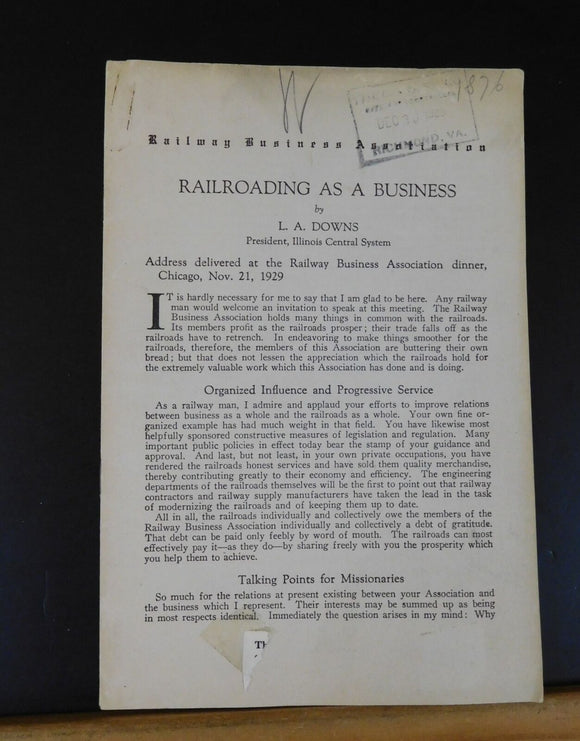 W
1876
DEC 30
RICHMOND, VA.
Railway Business Association
RAILROADING AS A BUSINESS
by
L. A. DOWNS
President, Illinois Central System
Address delivered at the Railway Business Association dinner,
Chicago, Nov. 21, 1929
IT is hardly necessary for me to say that I am glad to be here. Any railway
man would welcome an invitation to speak at this meeting. The Railway
Business Association holds many things in common with the railroads.
Its members profit as the railroads prosper; their trade falls off as the
railroads have to retrench. In endeavoring to make things smoother for the
railroads, therefore, the members of this Association are buttering their own
bread; but that does not lessen the appreciation which the railroads hold for
the extremely valuable work which this Association has done and is doing.
Organized Influence and Progressive Service
As a railway man, I admire and applaud your efforts to improve relations
between business as a whole and the railroads as a whole. Your own fine or-
ganized example has had much weight in that field. You have likewise most
helpfully sponsored constructive measures of legislation and regulation. Many
important public policies in effect today bear the stamp of your guidance and
approval. And last, but not least, in your own private occupations, you have
rendered the railroads honest services and have sold them quality merchandise,
thereby contributing greatly to their economy and efficiency. The engineering
departments of the railroads themselves will be the first to point out that railway
contractors and railway supply manufacturers have taken the lead in the task
of modernizing the railroads and of keeping them up to date.
All in all, the railroads individually and collectively owe the members of the
Railway Business Association individually and collectively a debt of gratitude.
That debt can be paid only feebly by word of mouth. The railroads can most
effectively pay it—as they do—by sharing freely with you the prosperity which
you help them to achieve.
Talking Points for Missionaries
So much for the relations at present existing between your Association and
the business which I represent. Their interests may be summed up as being
in most respects identical. Immediately the question arises in my mind: Why